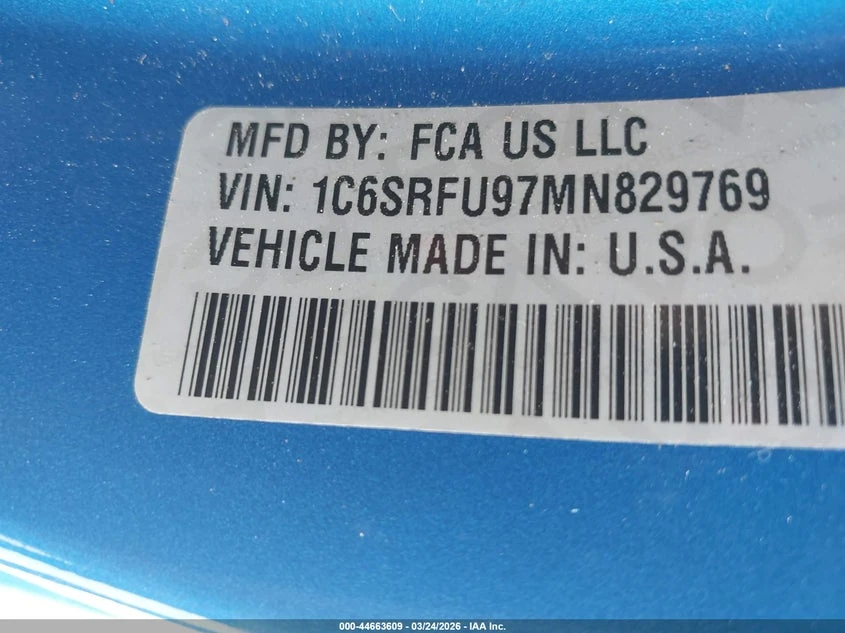 MFD BY: FCA US LLC
VIN: 1C6SRFU97MN829769
VEHICLE MADE IN: U.S.A.
000-44663609 - 03/24/2026 - IAA Inc.